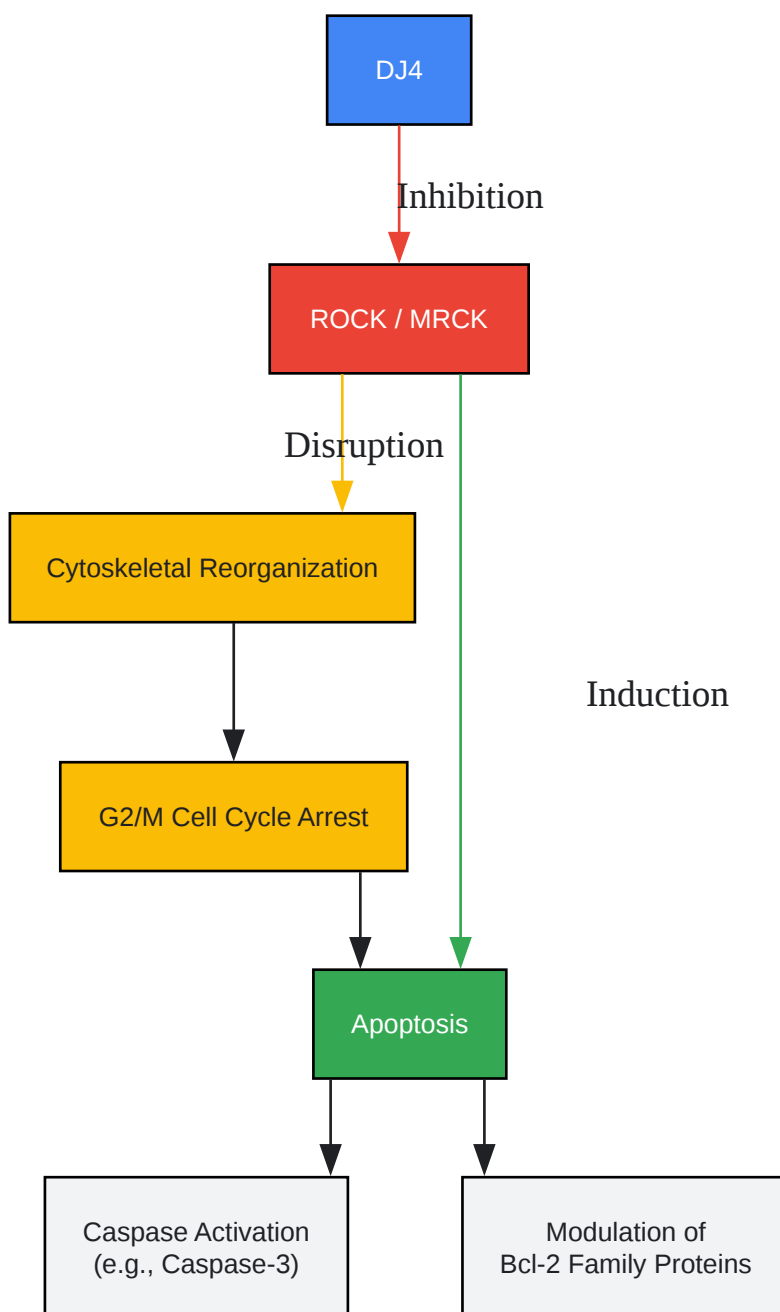 DJ4
Inhibition
ROCK / MRCK
Disruption
Cytoskeletal Reorganization
Induction
G2/M Cell Cycle Arrest
Apoptosis
Caspase Activation
(e.g., Caspase-3)
Modulation of
Bcl-2 Family Proteins